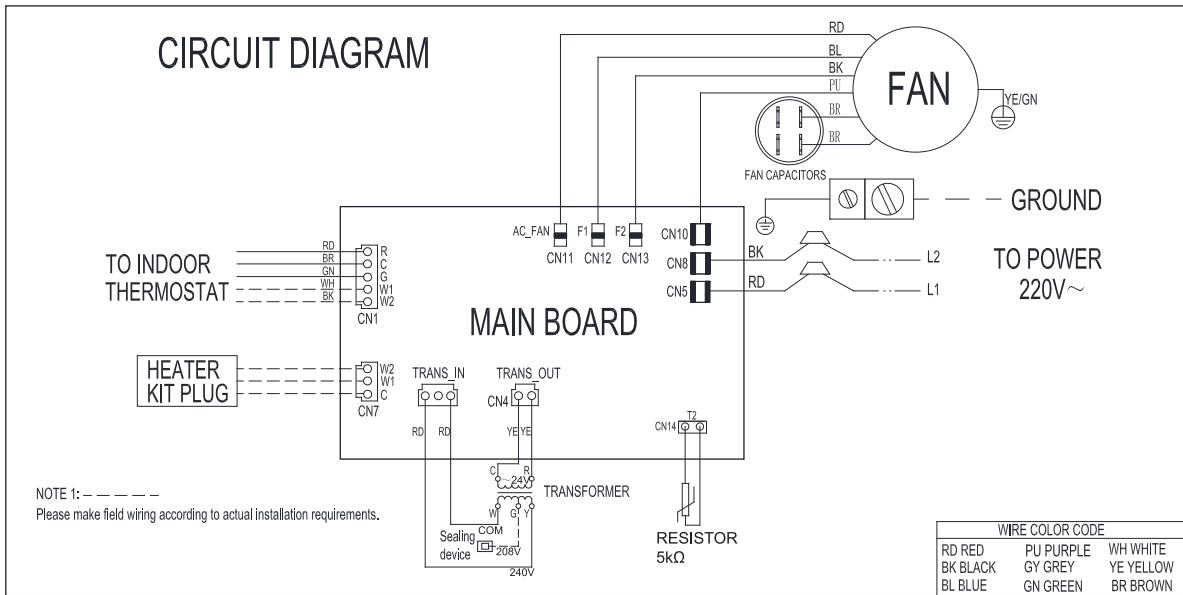 CIRCUIT DIAGRAM
RD
BL
BK
PU
BR
BR
FAN
YE/GN
FAN CAPACITORS
GROUND
AC_FAN
F1
F2
CN10
CN11
CN12
CN13
CN8
BK
L2
CN5
RD
L1
TO POWER
220V～
TO INDOOR
THERMOSTAT
RD
BR
GN
WH
BK
R
C
G
W1
W2
CN1
MAIN BOARD
HEATER
KIT PLUG
W2
W1
C
CN7
TRANS_IN
TRANS_OUT
CN4
RD
RD
YE
YE
T2
CN14
C
R
～24V
TRANSFORMER
W
G
Y
COM
Sealing
device
208V
240V
RESISTOR
5kΩ
NOTE 1: — — — — —
Please make field wiring according to actual installation requirements.
WIRE COLOR CODE
RD RED PU PURPLE WH WHITE
BK BLACK GY GREY YE YELLOW
BL BLUE GN GREEN BR BROWN